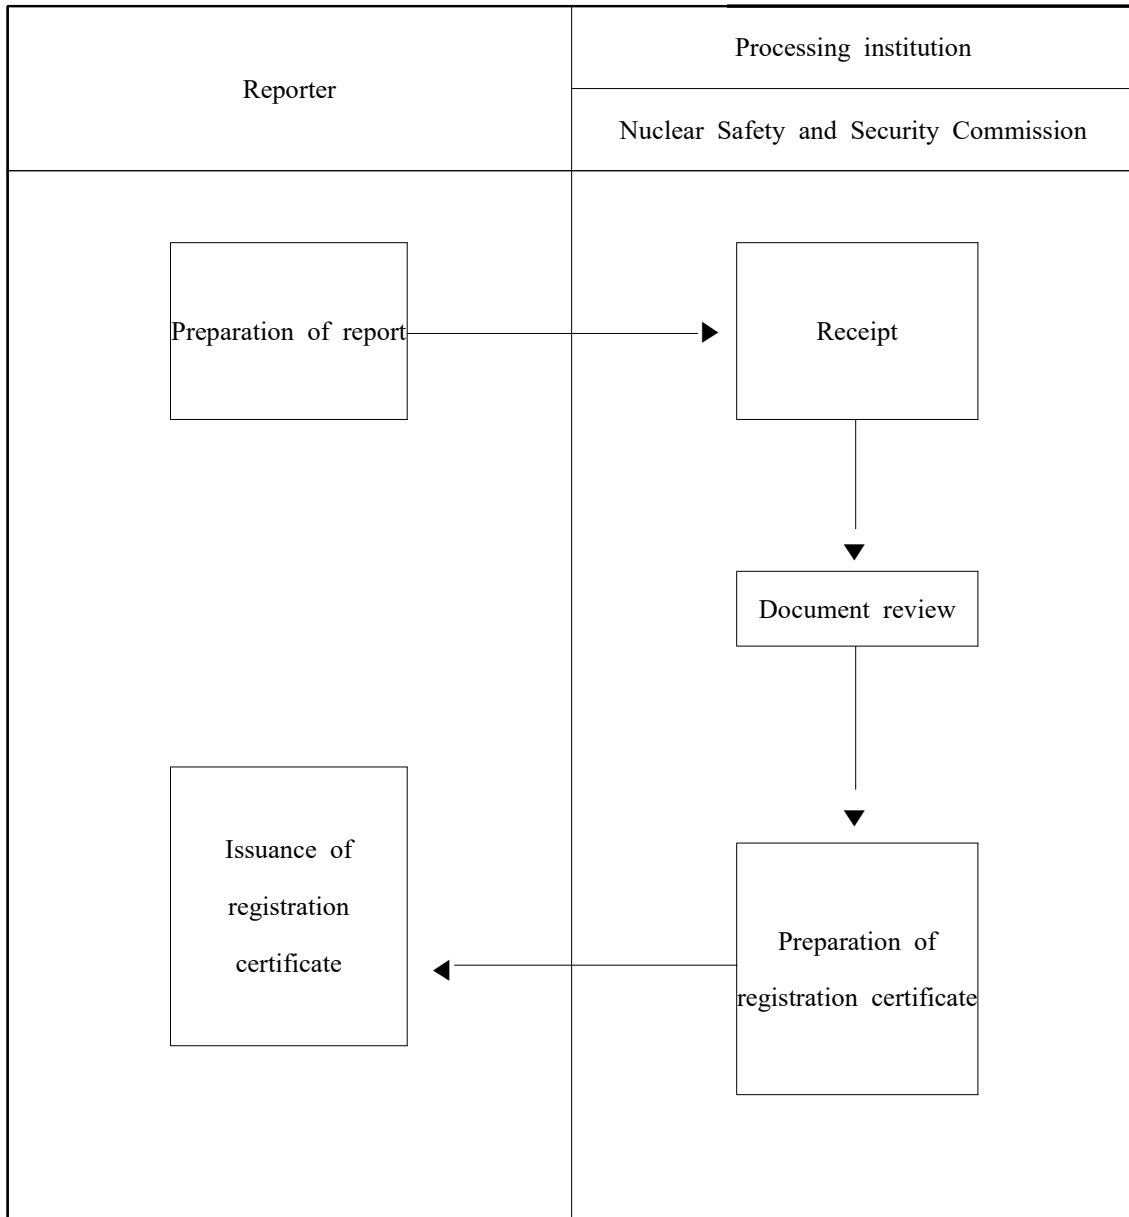 Reporter
Processing institution
Nuclear Safety and Security Commission
Preparation of report
Receipt
Document review
Issuance of
registration
certificate
Preparation of
registration certificate